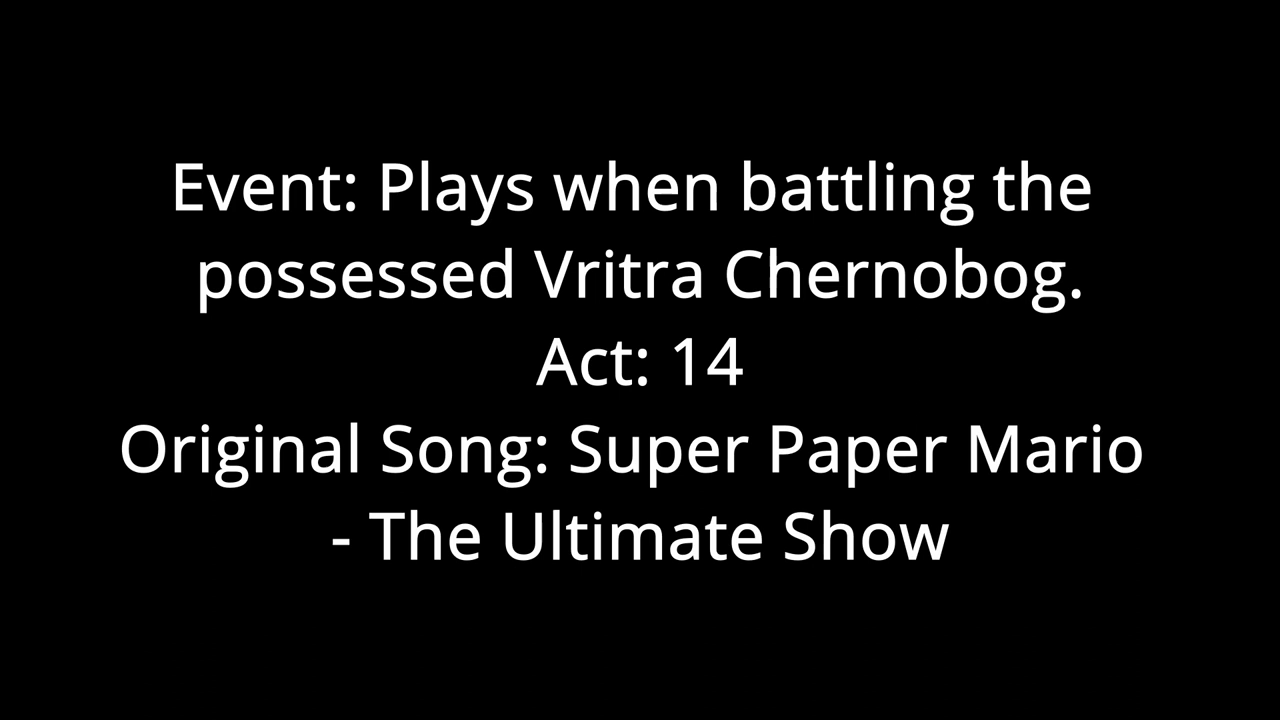 Event: Plays when battling the
possessed Vritra Chernobog.
Act: 14
Original Song: Super Paper Mario
- The Ultimate Show